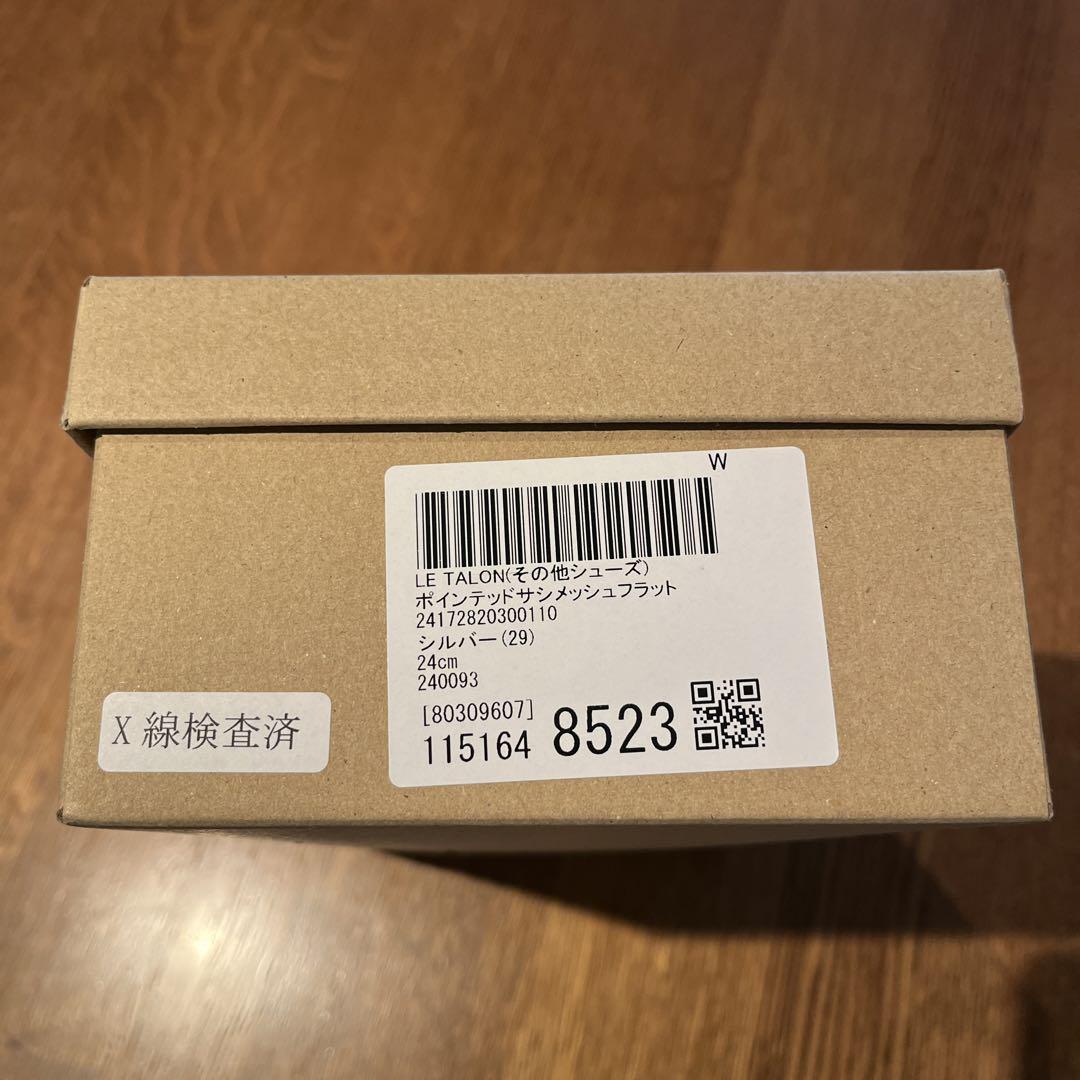 W
LE TALON(その他シューズ)
ポインテッドサシメッシュフラット
24172820300110
シルバー(29)
24cm
240093
[80309607]
115164 8523
X 線検査済